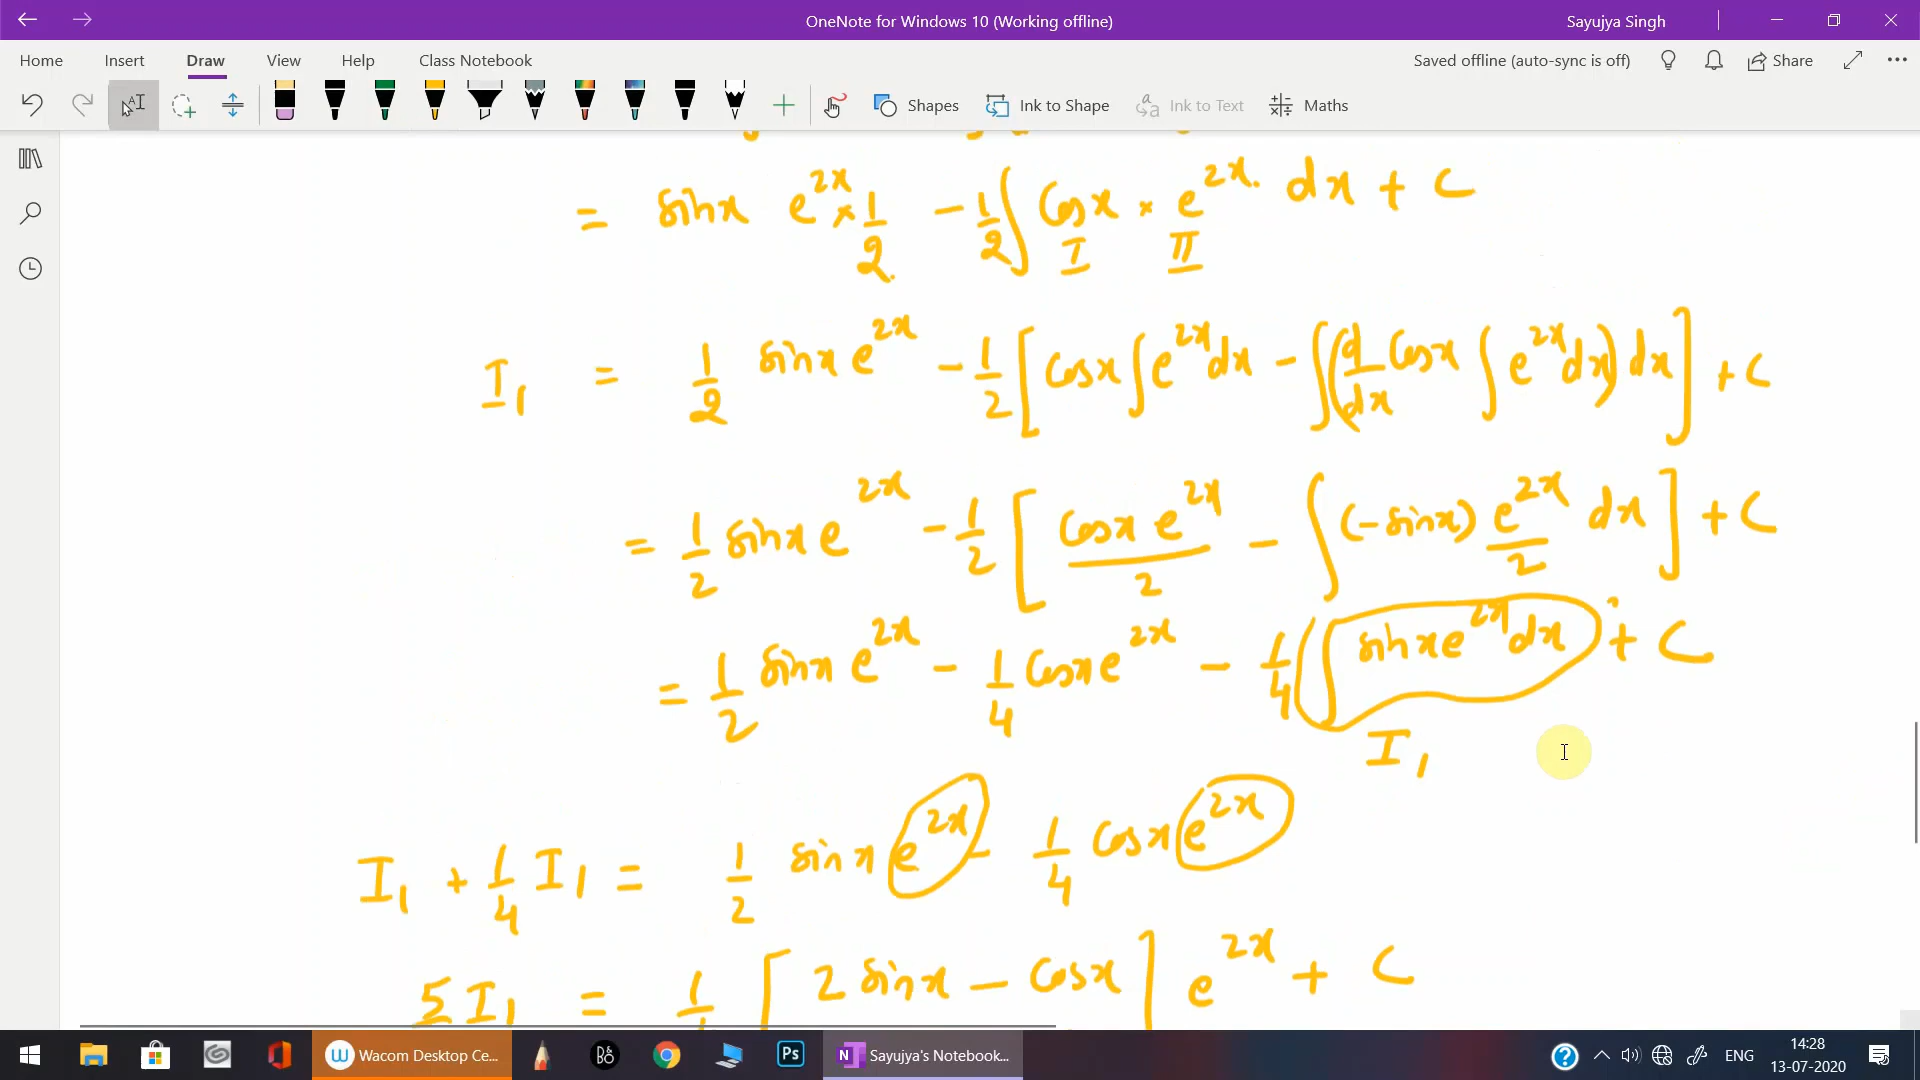 OneNote for Windows 10 (Working offline) Sayujya Singh
Home Insert Draw View Help Class Notebook Saved offline (auto-sync is off) Share
Shapes Ink to Shape Ink to Text Maths
= sinx e^2x × 1/2 - 1/2 ∫ cosx × e^2x. dx + c
I II
I₁ = 1/2 sinx e^2x - 1/2 [cosx ∫ e^2x dx - ∫(d/dx cosx ∫ e^2x dx) dx] + c
= 1/2 sinx e^2x - 1/2 [cosx e^2x/2 - ∫ (-sinx) e^2x/2 dx] + c
= 1/2 sinx e^2x - 1/4 cosx e^2x - 1/4 ∫ sinx e^2x dx + c
I₁
I₁ + 1/4 I₁ = 1/2 sinx e^2x - 1/4 cosx e^2x
5 I₁ = 1 [2 sinx - cosx] e^2x + c
Wacom Desktop Ce... Sayujya's Notebook... ENG 14:28
13-07-2020